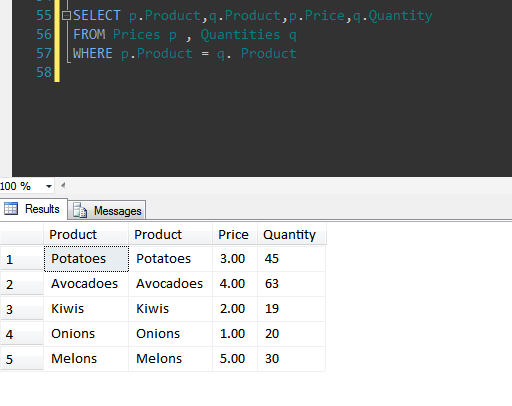 55 SELECT p.Product,q.Product,p.Price,q.Quantity
56 FROM Prices p , Quantities q
57 WHERE p.Product = q. Product
58
100 %
Results Messages
Product Product Price Quantity
1 Potatoes Potatoes 3.00 45
2 Avocadoes Avocadoes 4.00 63
3 Kiwis Kiwis 2.00 19
4 Onions Onions 1.00 20
5 Melons Melons 5.00 30